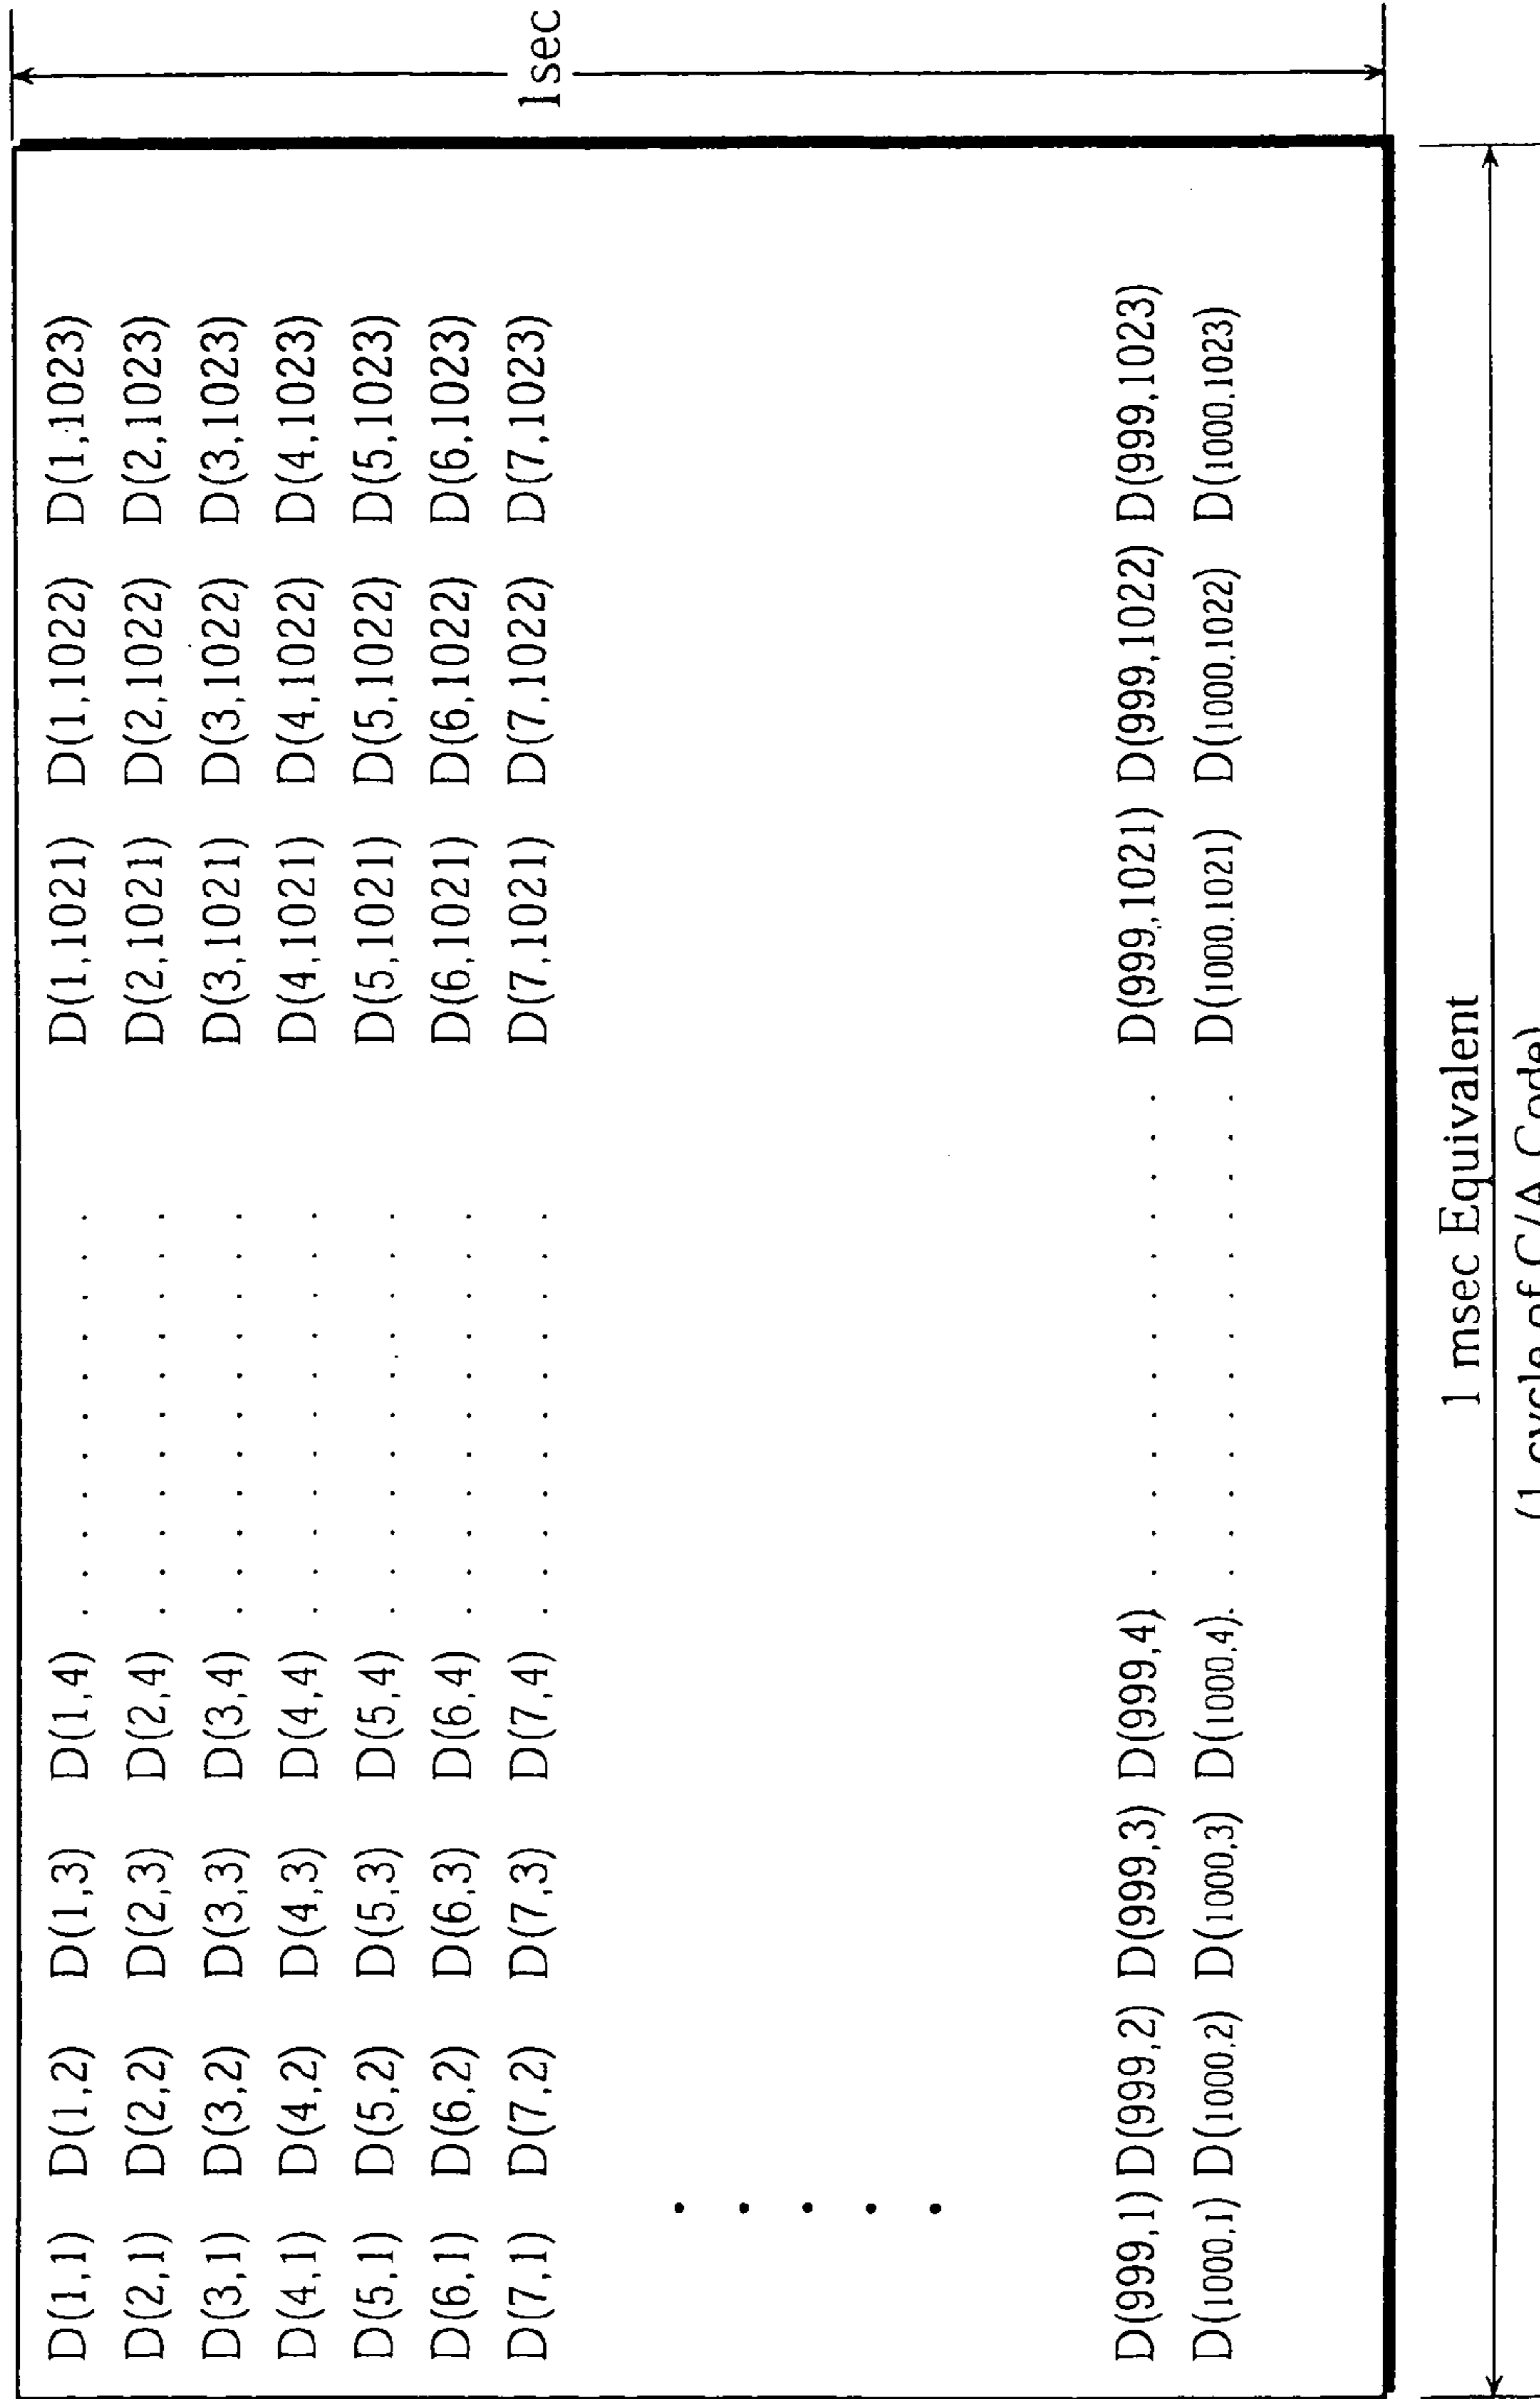 D(1,1) D(1,2) D(1,3) D(1,4) . . . . . . . . . . . D(1,1021) D(1,1022) D(1,1023)
D(2,1) D(2,2) D(2,3) D(2,4) . . . . . . . . . . . D(2,1021) D(2,1022) D(2,1023)
D(3,1) D(3,2) D(3,3) D(3,4) . . . . . . . . . . . D(3,1021) D(3,1022) D(3,1023)
D(4,1) D(4,2) D(4,3) D(4,4) . . . . . . . . . . . D(4,1021) D(4,1022) D(4,1023)
D(5,1) D(5,2) D(5,3) D(5,4) . . . . . . . . . . . D(5,1021) D(5,1022) D(5,1023)
D(6,1) D(6,2) D(6,3) D(6,4) . . . . . . . . . . . D(6,1021) D(6,1022) D(6,1023)
D(7,1) D(7,2) D(7,3) D(7,4) . . . . . . . . . . . D(7,1021) D(7,1022) D(7,1023)
D(999,1) D(999,2) D(999,3) D(999,4) . . . . . . . . . . . . . . D(999,1021) D(999,1022) D(999,1023)
D(1000,1) D(1000,2) D(1000,3) D(1000,4) . . . . . . . . . . . . . . D(1000,1021) D(1000,1022) D(1000,1023)
1sec
1 msec Equivalent
(1 cycle of C/A Code)